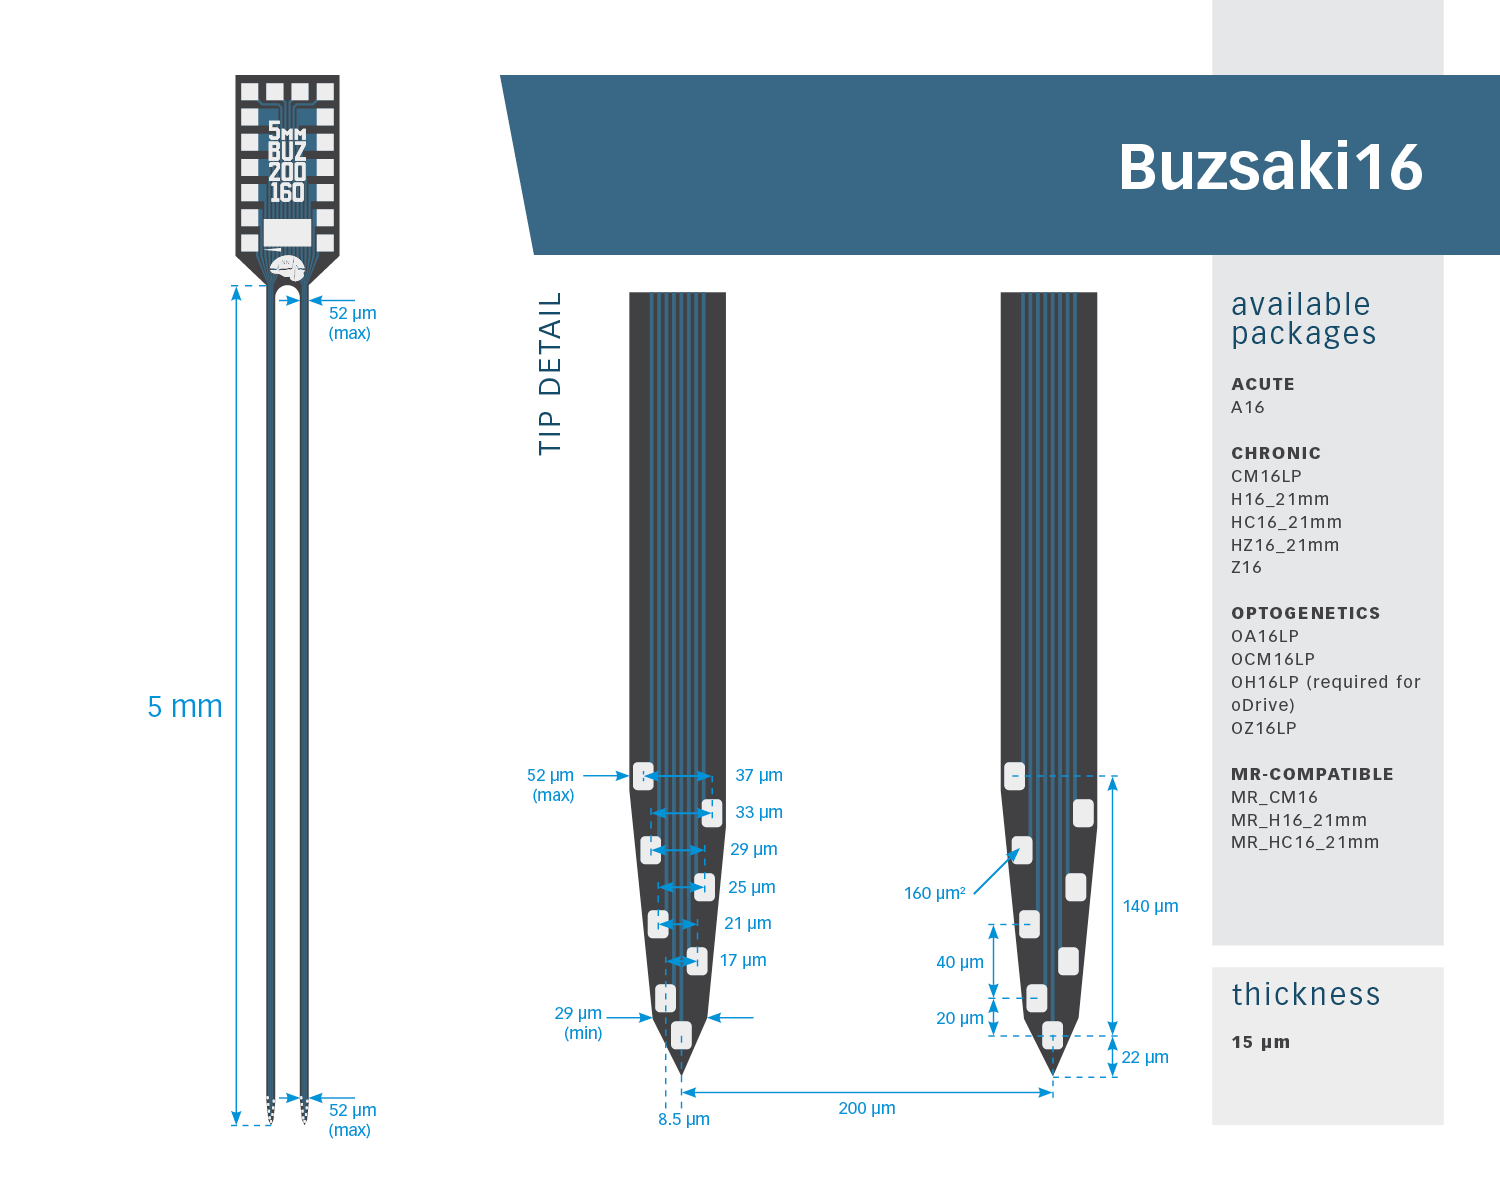 Buzsaki16
5MM
BUZ
200
160
52 µm
(max)
5 mm
52 µm
(max)
TIP DETAIL
52 µm
(max)
37 µm
33 µm
29 µm
25 µm
21 µm
17 µm
29 µm
(min)
8.5 µm
200 µm
160 µm²
40 µm
20 µm
140 µm
22 µm
available
packages
ACUTE
A16
CHRONIC
CM16LP
H16_21mm
HC16_21mm
HZ16_21mm
Z16
OPTOGENETICS
OA16LP
OCM16LP
OH16LP (required for
oDrive)
OZ16LP
MR-COMPATIBLE
MR_CM16
MR_H16_21mm
MR_HC16_21mm
thickness
15 µm